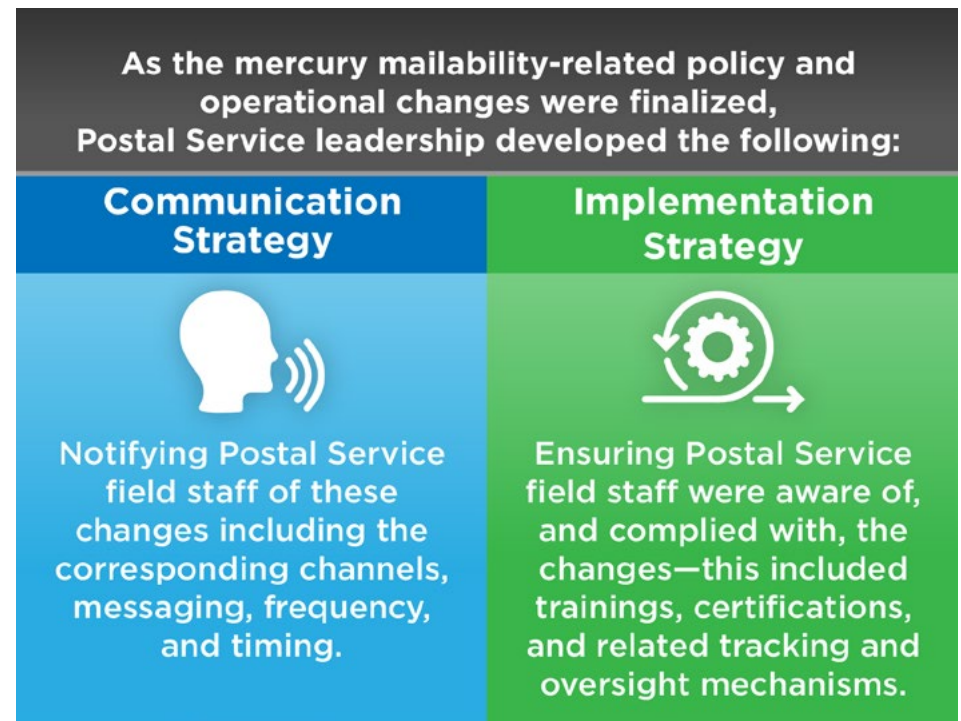 As the mercury mailability-related policy and
operational changes were finalized,
Postal Service leadership developed the following:
Communication
Strategy
Notifying Postal Service
field staff of these
changes including the
corresponding channels,
messaging, frequency,
and timing.
Implementation
Strategy
Ensuring Postal Service
field staff were aware of,
and complied with, the
changes—this included
trainings, certifications,
and related tracking and
oversight mechanisms.